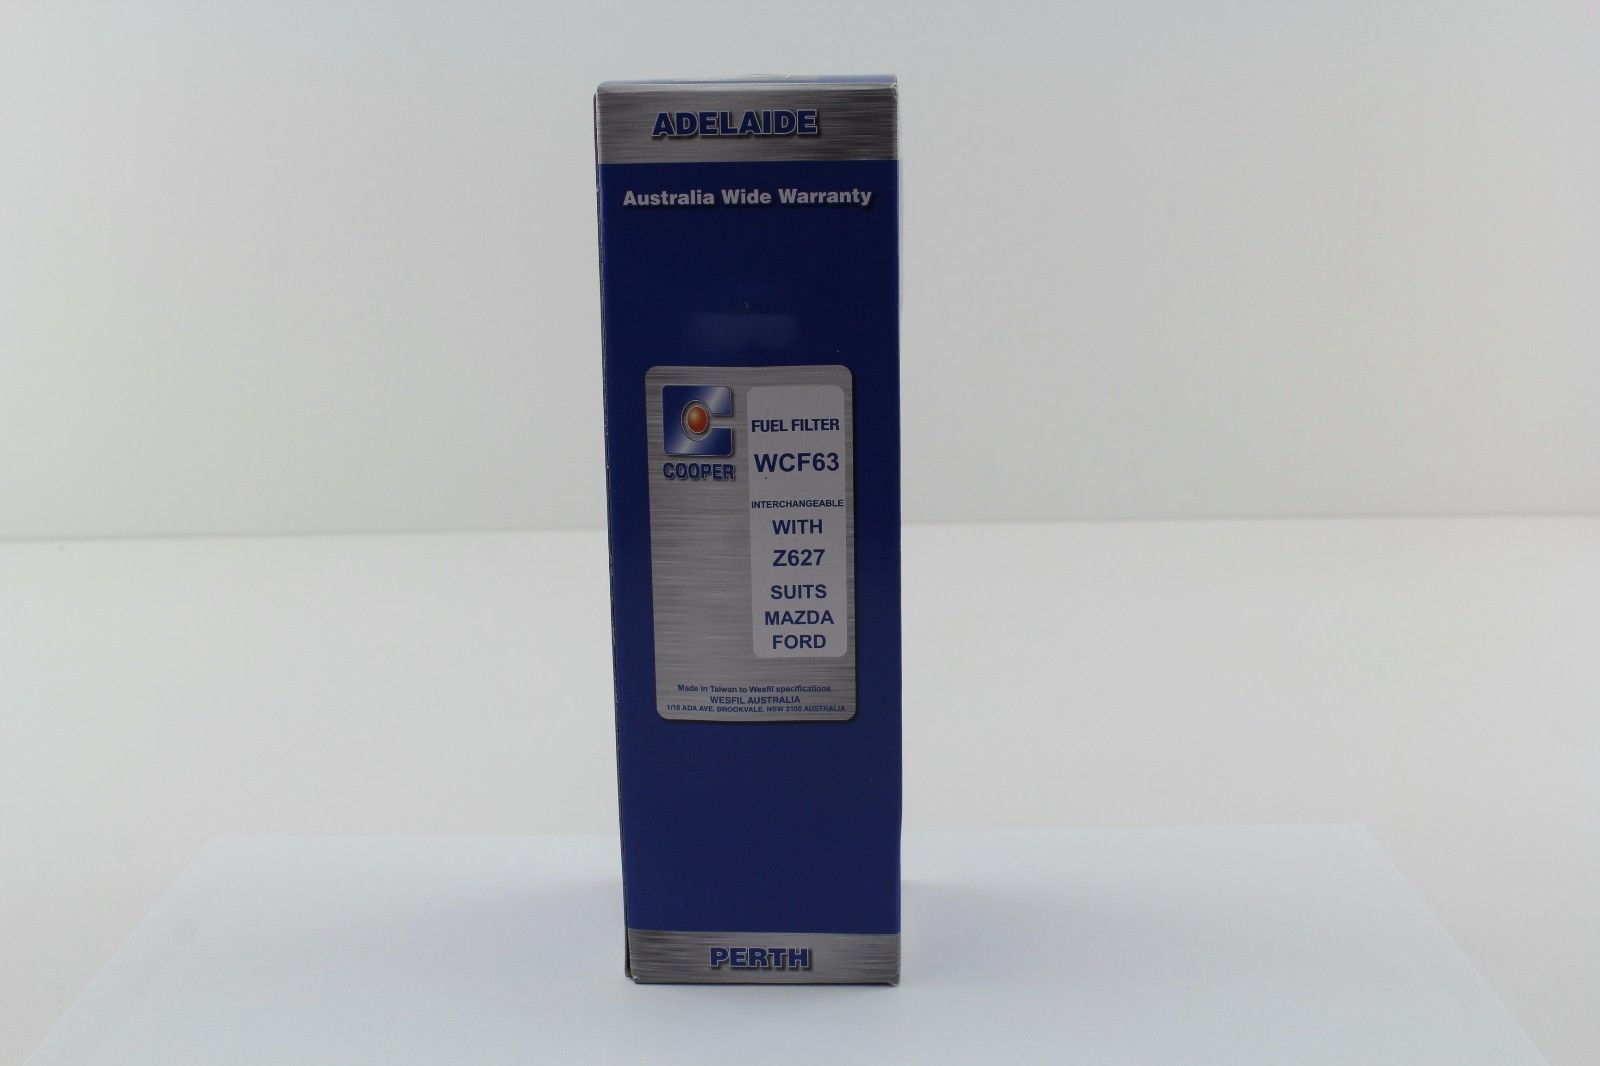 ADELAIDE
Australia Wide Warranty
COOPER
FUEL FILTER
WCF63
INTERCHANGEABLE
WITH
Z627
SUITS
MAZDA
FORD
Made in Taiwan to Wesfil specifications.
WESFIL AUSTRALIA
1/16 ADA AVE. BROOKVALE. NSW 2100 AUSTRALIA
PERTH